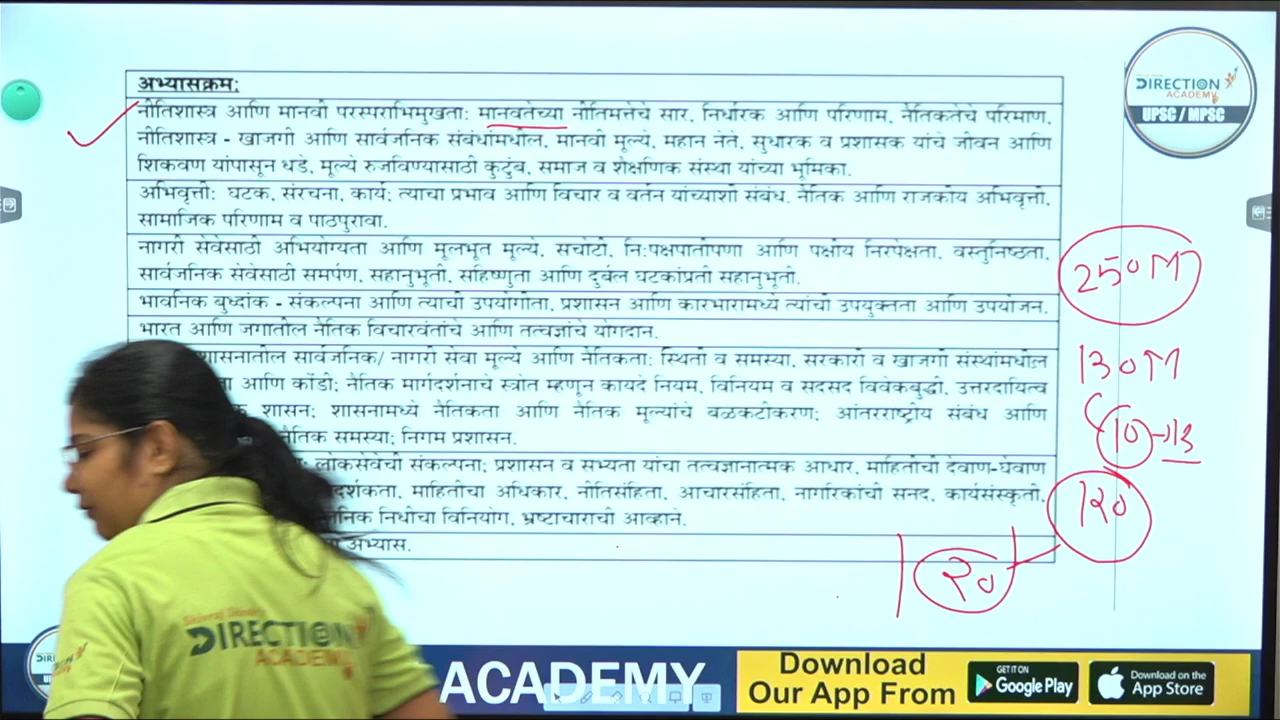 अभ्यासक्रम:
नीतिशास्त्र आणि मानवी परस्पराभिमुखता: मानवतेच्या नीतिमत्तेचे सार, निर्धारक आणि परिणाम, नैतिकतेचे परिमाण,
नीतिशास्त्र - खाजगी आणि सार्वजनिक संबंधांमधील, मानवी मूल्ये, महान नेते, सुधारक व प्रशासक यांचे जीवन आणि
शिकवण यांपासून धडे, मूल्ये रुजविण्यासाठी कुटुंब, समाज व शैक्षणिक संस्था यांच्या भूमिका.
अभिवृत्ती: घटक, संरचना, कार्य; त्याचा प्रभाव आणि विचार व वर्तन यांच्याशी संबंध, नैतिक आणि राजकीय अभिवृत्ती,
सामाजिक परिणाम व पाठपुरावा.
नागरी सेवेसाठी अभियोग्यता आणि मूलभूत मूल्ये, सचोटी, नि:पक्षपातीपणा आणि पक्षीय निरपेक्षता, वस्तुनिष्ठता,
सार्वजनिक सेवेसाठी समर्पण, सहानुभूती, सहिष्णुता आणि दुर्बल घटकांप्रती सहानुभूती.
भावनिक बुध्दांक - संकल्पना आणि त्याची उपयोगीता, प्रशासन आणि कारभारामध्ये त्यांची उपयुक्तता आणि उपयोजन.
भारत आणि जगातील नैतिक विचारवंतांचे आणि तत्वज्ञांचे योगदान.
शासनातील सार्वजनिक/ नागरी सेवा मूल्ये आणि नैतिकता: स्थिती व समस्या, सरकारी व खाजगी संस्थांमधील
आणि कोंडी; नैतिक मार्गदर्शनाचे स्त्रोत म्हणून कायदे नियम, विनियम व सदसद विवेकबुद्धी, उत्तरदायित्व
शासन; शासनामध्ये नैतिकता आणि नैतिक मूल्यांचे बळकटीकरण; आंतरराष्ट्रीय संबंध आणि
नैतिक समस्या; निगम प्रशासन.
लोकसेवेची संकल्पना; प्रशासन व सभ्यता यांचा तत्वज्ञानात्मक आधार, माहितीची देवाण-घेवाण
दर्शकता, माहितीचा अधिकार, नीतिसंहिता, आचारसंहिता, नागरिकांची सनद, कार्यसंस्कृती,
निक निधीचा विनियोग, भ्रष्टाचाराची आव्हाने.
अभ्यास.
250M
130M
10 → 13
120
२०
DIRECTION
ACADEMY
UPSC / MPSC
DIRECTION
ACADEMY
ACADEMY
Download
Our App From
GET IT ON
Google Play
Download on the
App Store